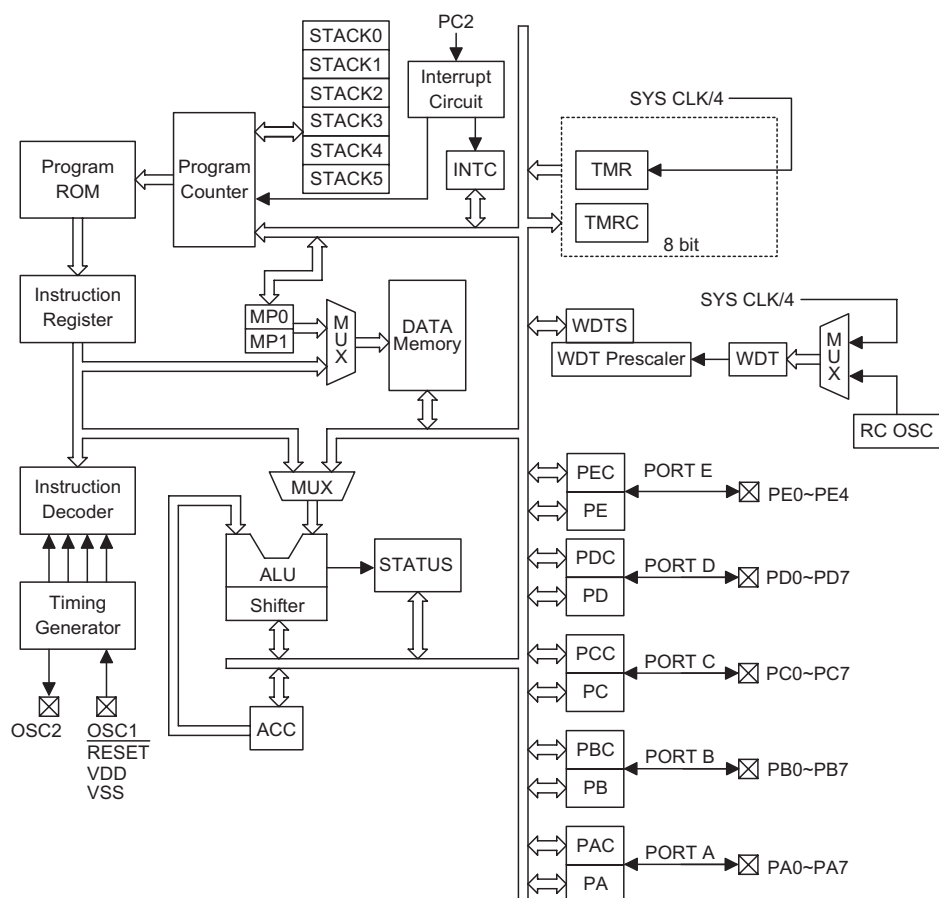 STACK0
STACK1
STACK2
STACK3
STACK4
STACK5
PC2
Interrupt
Circuit
INTC
Program
ROM
Program
Counter
SYS CLK/4
TMR
TMRC
8 bit
Instruction
Register
MP0
MP1
MUX
DATA
Memory
WDTS
WDT Prescaler
WDT
SYS CLK/4
MUX
RC OSC
Instruction
Decoder
MUX
ALU
Shifter
STATUS
Timing
Generator
ACC
OSC2
OSC1
RESET
VDD
VSS
PEC
PE
PORT E
PE0~PE4
PDC
PD
PORT D
PD0~PD7
PCC
PC
PORT C
PC0~PC7
PBC
PB
PORT B
PB0~PB7
PAC
PA
PORT A
PA0~PA7